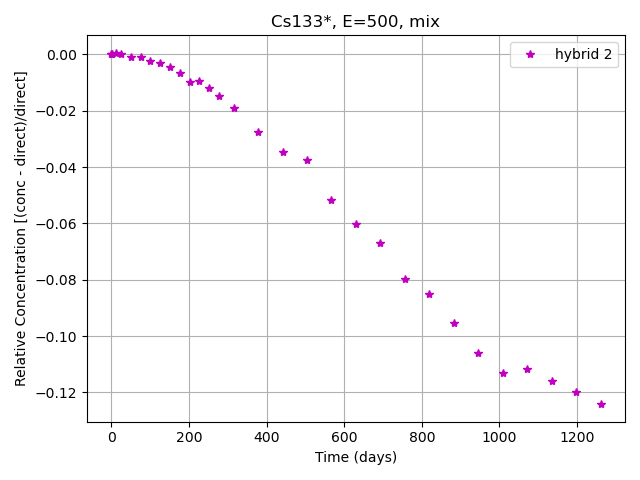 Cs133*, E=500, mix
hybrid 2
0.00
−0.02
−0.04
−0.06
−0.08
−0.10
−0.12
Relative Concentration [(conc - direct)/direct]
0 200 400 600 800 1000 1200
Time (days)